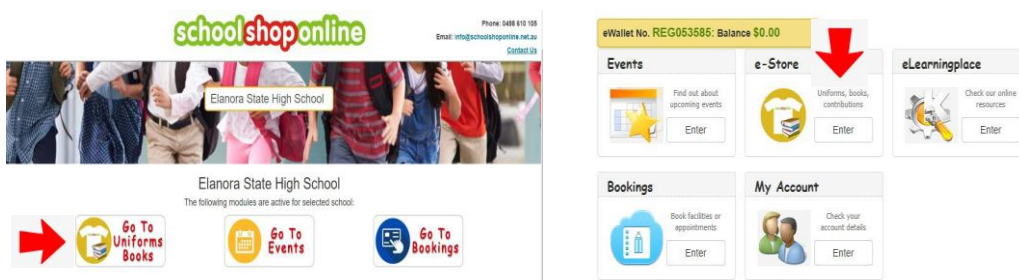 schoolshoponline
Phone: 0498 610 105
Email: info@schoolshoponline.net.au
Contact Us
Elanora State High School
Elanora State High School
The following modules are active for selected school:
Go To
Uniforms
Books
Go To
Events
Go To
Bookings
eWallet No. REG053585: Balance $0.00
Events
Find out about
upcoming events
Enter
e-Store
Uniforms, books,
contributions
Enter
eLearningplace
Check our online
resources
Enter
Bookings
Book facilities or
appointments
Enter
My Account
Check your
account details
Enter